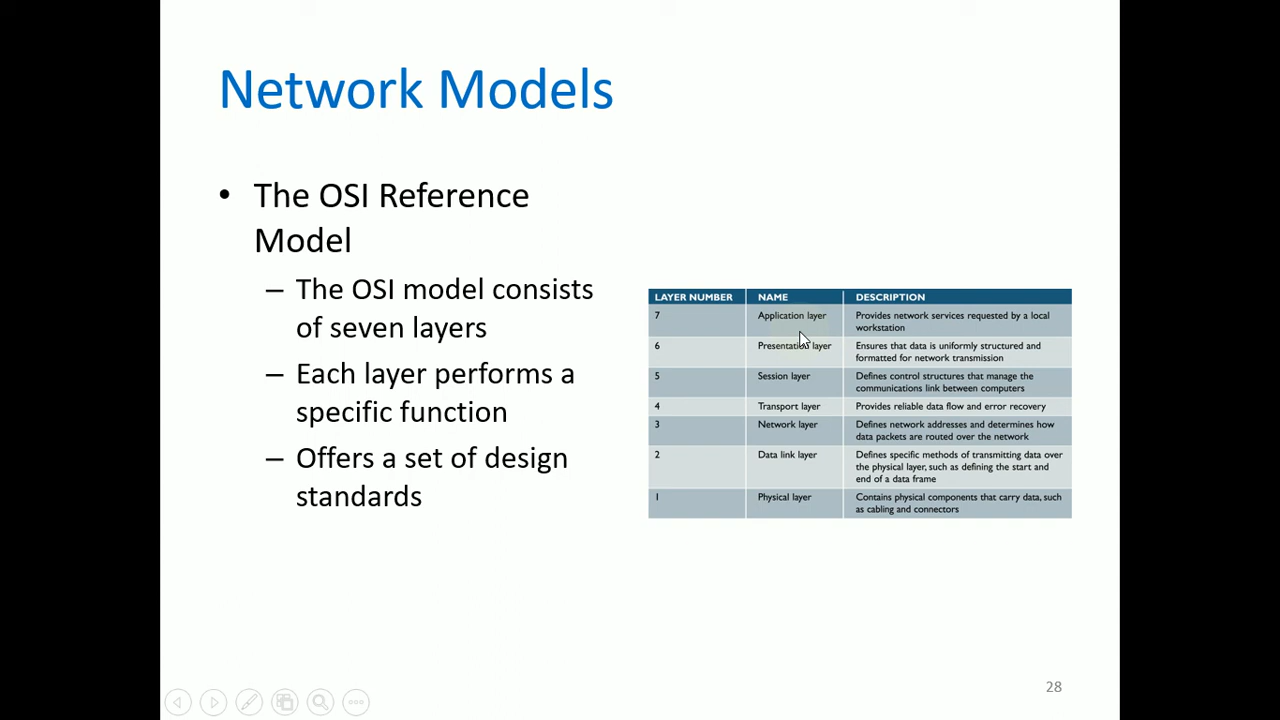 Network Models
• The OSI Reference
Model
– The OSI model consists
of seven layers
– Each layer performs a
specific function
– Offers a set of design
standards
LAYER NUMBER NAME DESCRIPTION
7 Application layer Provides network services requested by a local
workstation
6 Presentation layer Ensures that data is uniformly structured and
formatted for network transmission
5 Session layer Defines control structures that manage the
communications link between computers
4 Transport layer Provides reliable data flow and error recovery
3 Network layer Defines network addresses and determines how
data packets are routed over the network
2 Data link layer Defines specific methods of transmitting data over
the physical layer, such as defining the start and
end of a data frame
1 Physical layer Contains physical components that carry data, such
as cabling and connectors
28